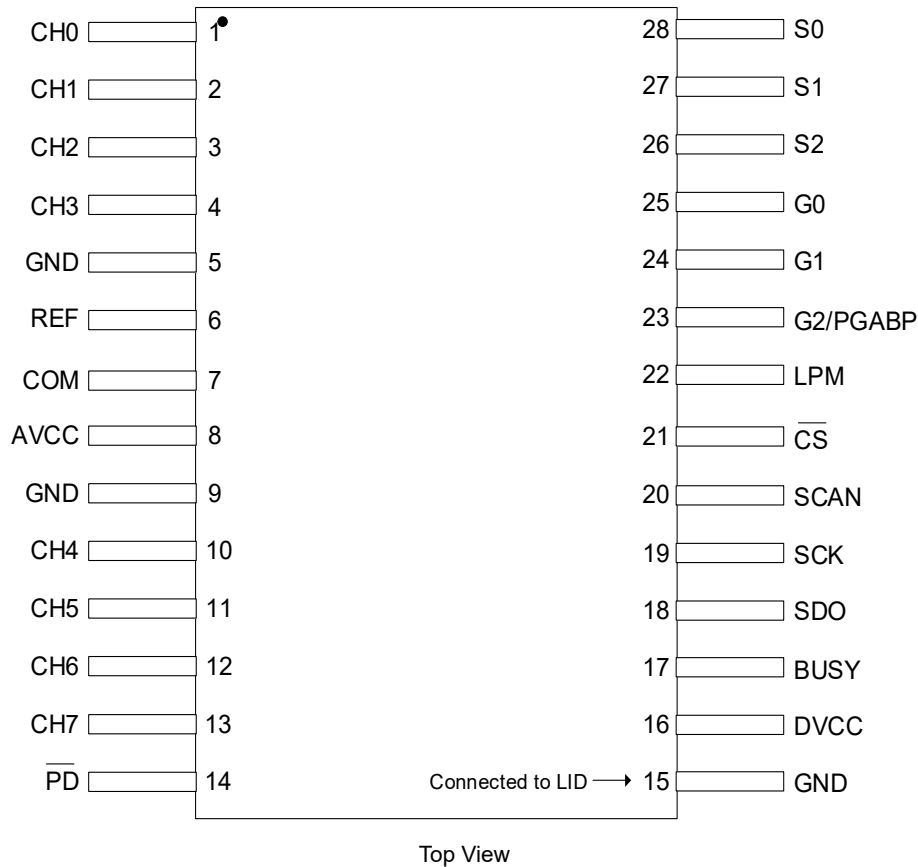 CH0 1 28 S0
CH1 2 27 S1
CH2 3 26 S2
CH3 4 25 G0
GND 5 24 G1
REF 6 23 G2/PGABP
COM 7 22 LPM
AVCC 8 21 C̅S̅
GND 9 20 SCAN
CH4 10 19 SCK
CH5 11 18 SDO
CH6 12 17 BUSY
CH7 13 16 DVCC
P̅D̅ 14 Connected to LID → 15 GND
Top View